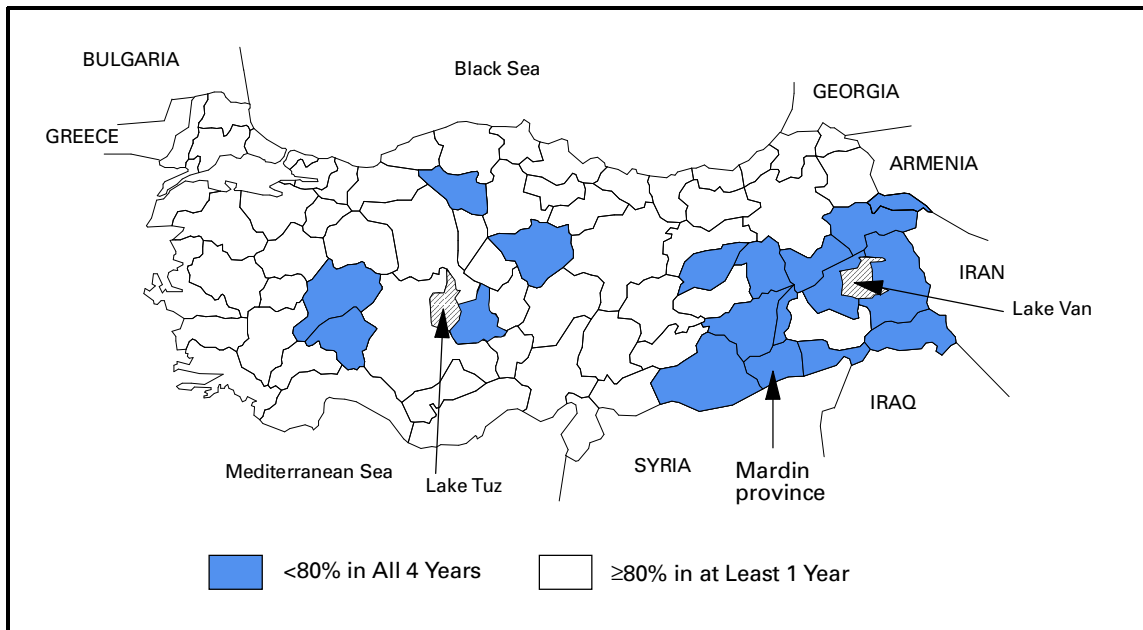 BULGARIA
Black Sea
GEORGIA
GREECE
ARMENIA
IRAN
Lake Van
IRAQ
Mediterranean Sea
Lake Tuz
SYRIA
Mardin
province
<80% in All 4 Years
≥80% in at Least 1 Year